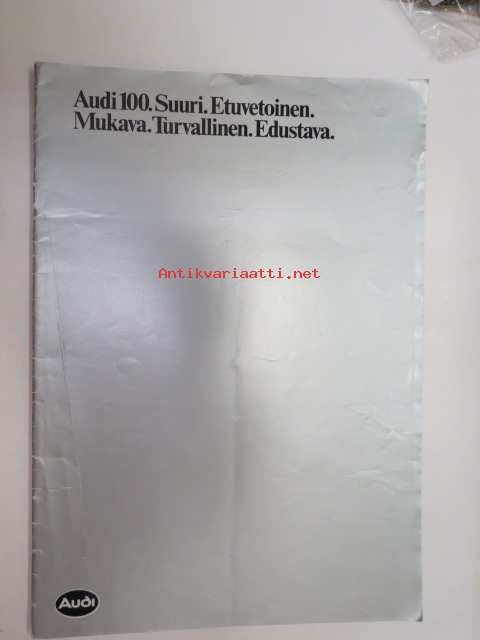 Audi 100. Suuri. Etuvetoinen.
Mukava. Turvallinen. Edustava.
Antikvariaatti.net
Audi